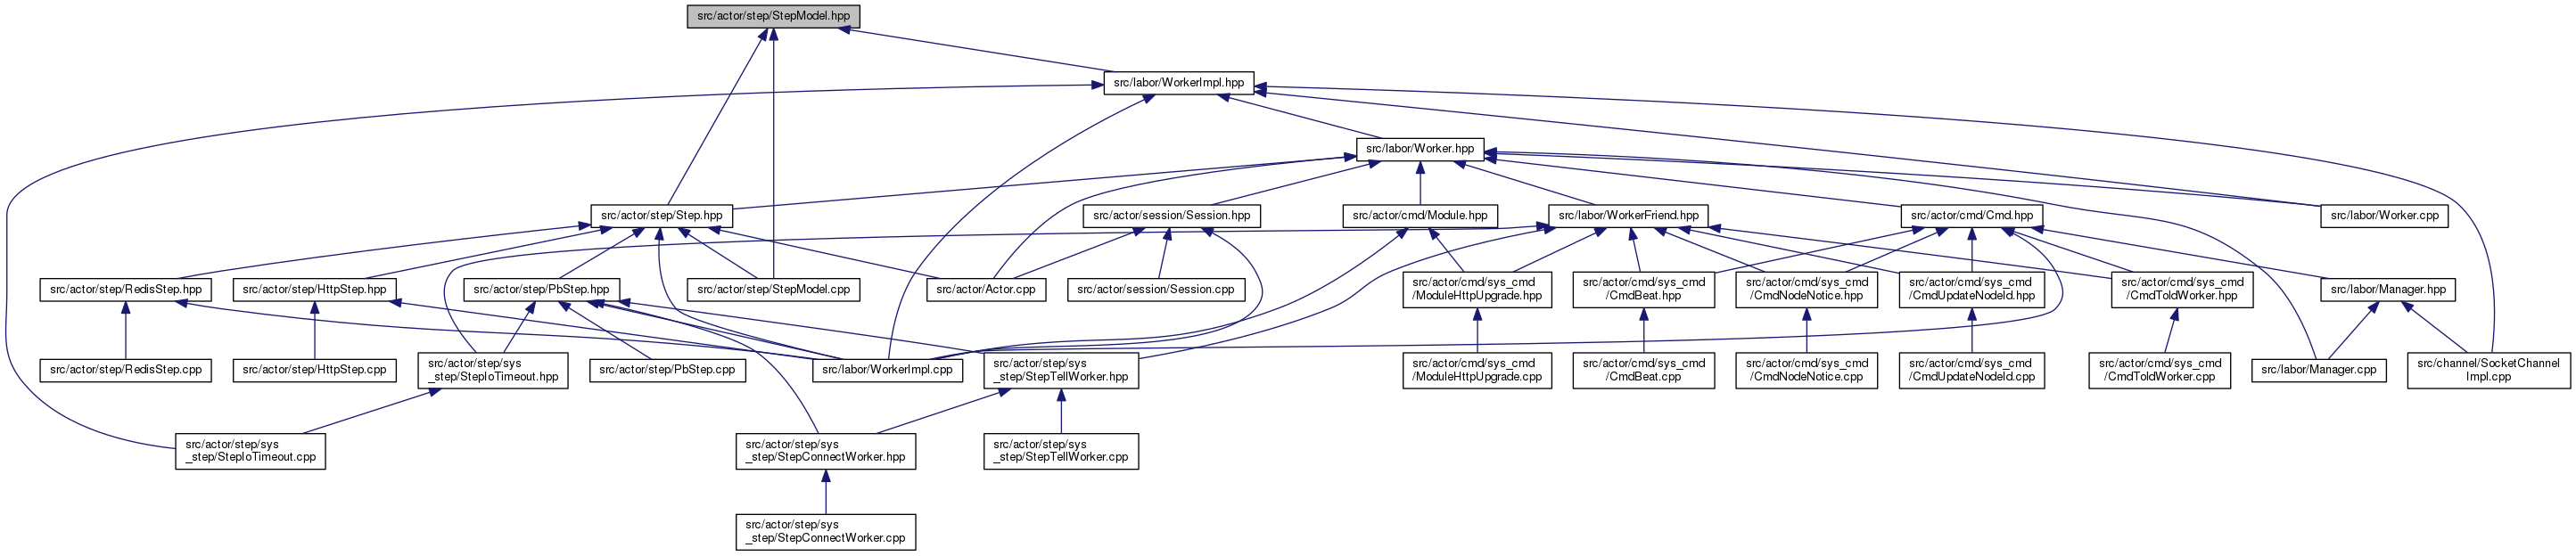 src/actor/step/StepModel.hpp
src/labor/WorkerImpl.hpp
src/labor/Worker.hpp
src/actor/step/Step.hpp
src/actor/session/Session.hpp
src/actor/cmd/Module.hpp
src/labor/WorkerFriend.hpp
src/actor/cmd/Cmd.hpp
src/labor/Worker.cpp
src/actor/step/RedisStep.hpp
src/actor/step/HttpStep.hpp
src/actor/step/PbStep.hpp
src/actor/step/StepModel.cpp
src/actor/Actor.cpp
src/actor/session/Session.cpp
src/actor/cmd/sys_cmd
/ModuleHttpUpgrade.hpp
src/actor/cmd/sys_cmd
/CmdBeat.hpp
src/actor/cmd/sys_cmd
/CmdNodeNotice.hpp
src/actor/cmd/sys_cmd
/CmdUpdateNodeId.hpp
src/actor/cmd/sys_cmd
/CmdToldWorker.hpp
src/labor/Manager.hpp
src/actor/step/RedisStep.cpp
src/actor/step/HttpStep.cpp
src/actor/step/sys
_step/StepIoTimeout.hpp
src/actor/step/PbStep.cpp
src/labor/WorkerImpl.cpp
src/actor/step/sys
_step/StepTellWorker.hpp
src/actor/cmd/sys_cmd
/ModuleHttpUpgrade.cpp
src/actor/cmd/sys_cmd
/CmdBeat.cpp
src/actor/cmd/sys_cmd
/CmdNodeNotice.cpp
src/actor/cmd/sys_cmd
/CmdUpdateNodeId.cpp
src/actor/cmd/sys_cmd
/CmdToldWorker.cpp
src/labor/Manager.cpp
src/channel/SocketChannel
Impl.cpp
src/actor/step/sys
_step/StepIoTimeout.cpp
src/actor/step/sys
_step/StepConnectWorker.hpp
src/actor/step/sys
_step/StepTellWorker.cpp
src/actor/step/sys
_step/StepConnectWorker.cpp